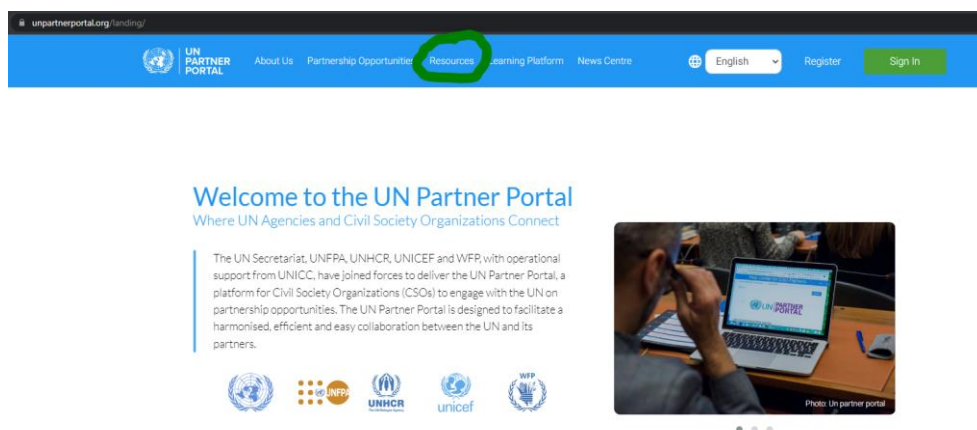 unpartnerportal.org/landing/
UN
PARTNER
PORTAL
About Us Partnership Opportunities Resources Learning Platform News Centre English Register Sign In
Welcome to the UN Partner Portal
Where UN Agencies and Civil Society Organizations Connect
The UN Secretariat, UNFPA, UNHCR, UNICEF and WFP, with operational
support from UNICC, have joined forces to deliver the UN Partner Portal, a
platform for Civil Society Organizations (CSOs) to engage with the UN on
partnership opportunities. The UN Partner Portal is designed to facilitate a
harmonised, efficient and easy collaboration between the UN and its
partners.
UNFPA
UNHCR
unicef
WFP
UN PARTNER
PORTAL
Photo: Un partner portal